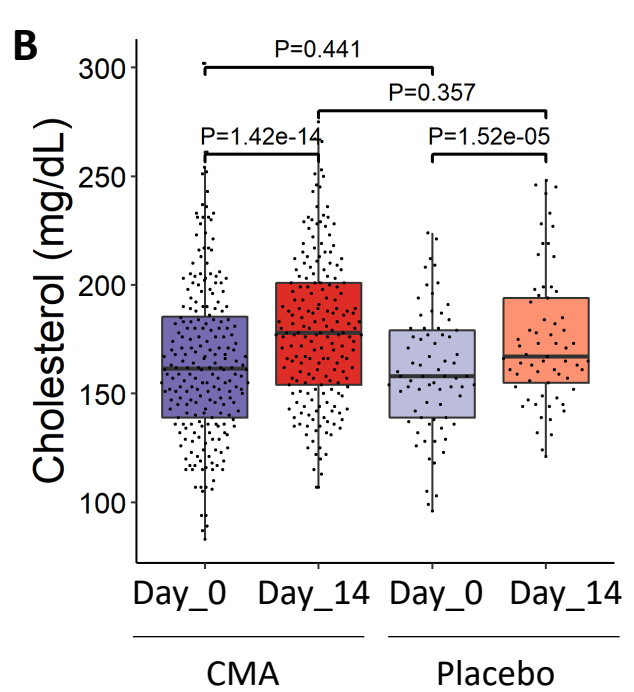 B
Cholesterol (mg/dL)
300
250
200
150
100
P=0.441
P=0.357
P=1.42e-14
P=1.52e-05
Day_0 Day_14 Day_0 Day_14
CMA Placebo